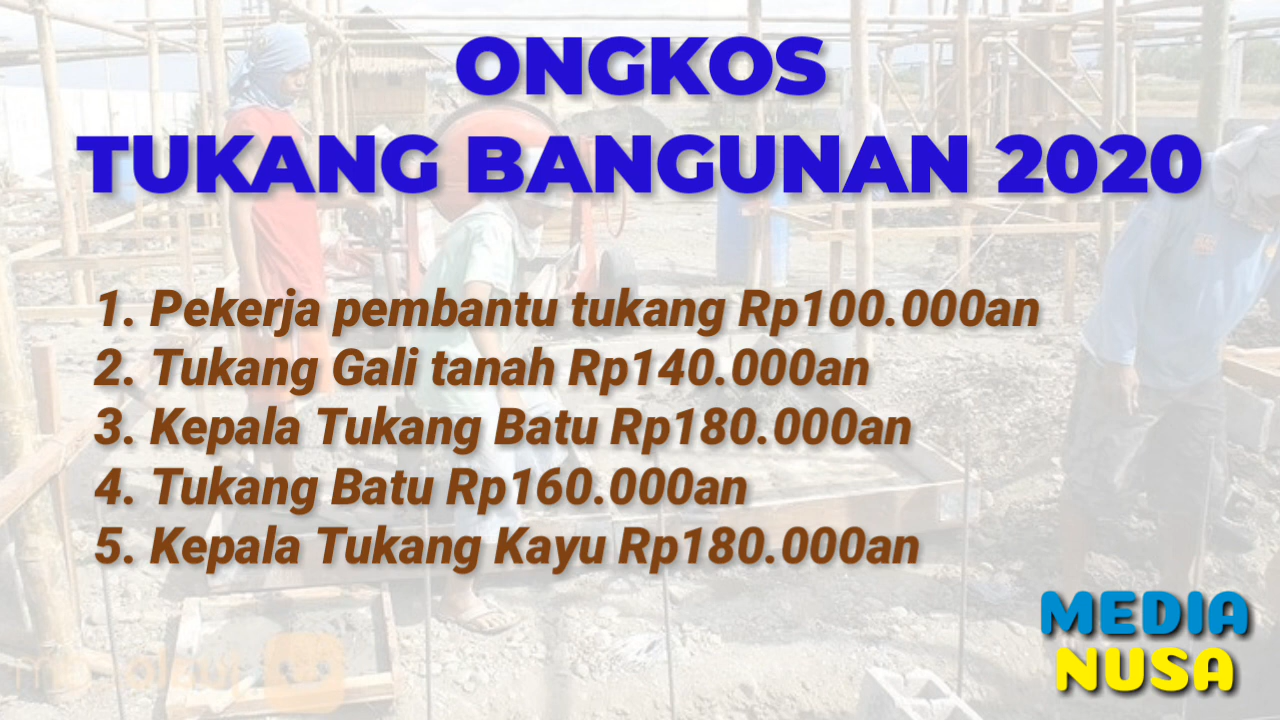 ONGKOS
TUKANG BANGUNAN 2020
1. Pekerja pembantu tukang Rp100.000an
2. Tukang Gali tanah Rp140.000an
3. Kepala Tukang Batu Rp180.000an
4. Tukang Batu Rp160.000an
5. Kepala Tukang Kayu Rp180.000an
MEDIA
NUSA